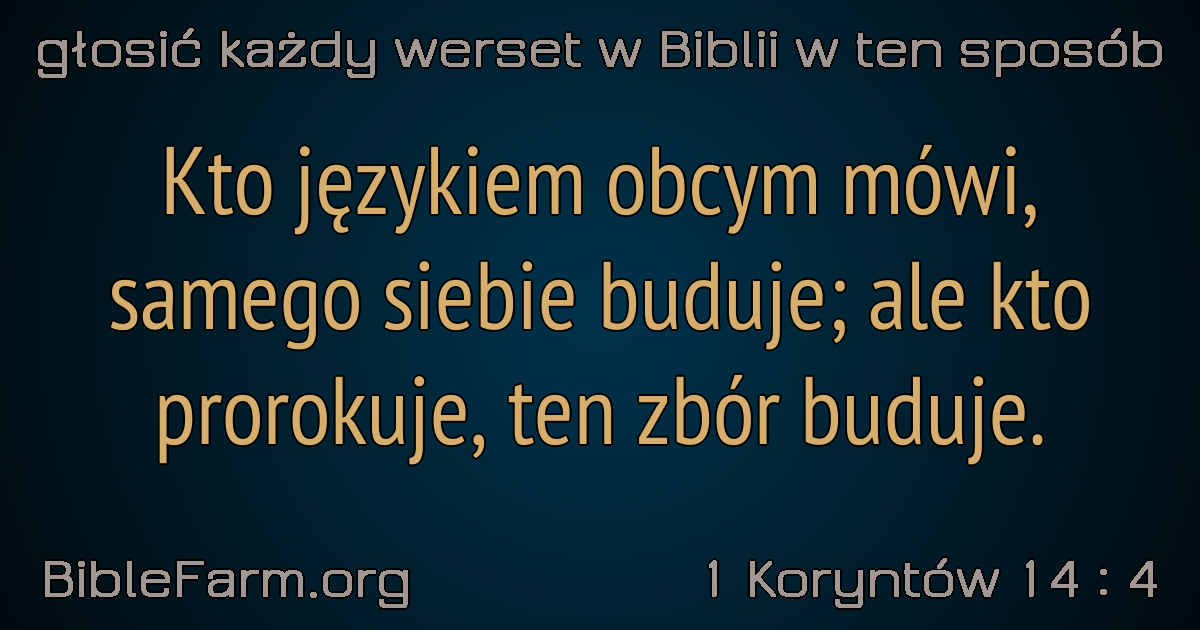 głosić każdy werset w Biblii w ten sposób
Kto językiem obcym mówi,
samego siebie buduje; ale kto
prorokuje, ten zbór buduje.
BibleFarm.org
1 Koryntów 14 : 4